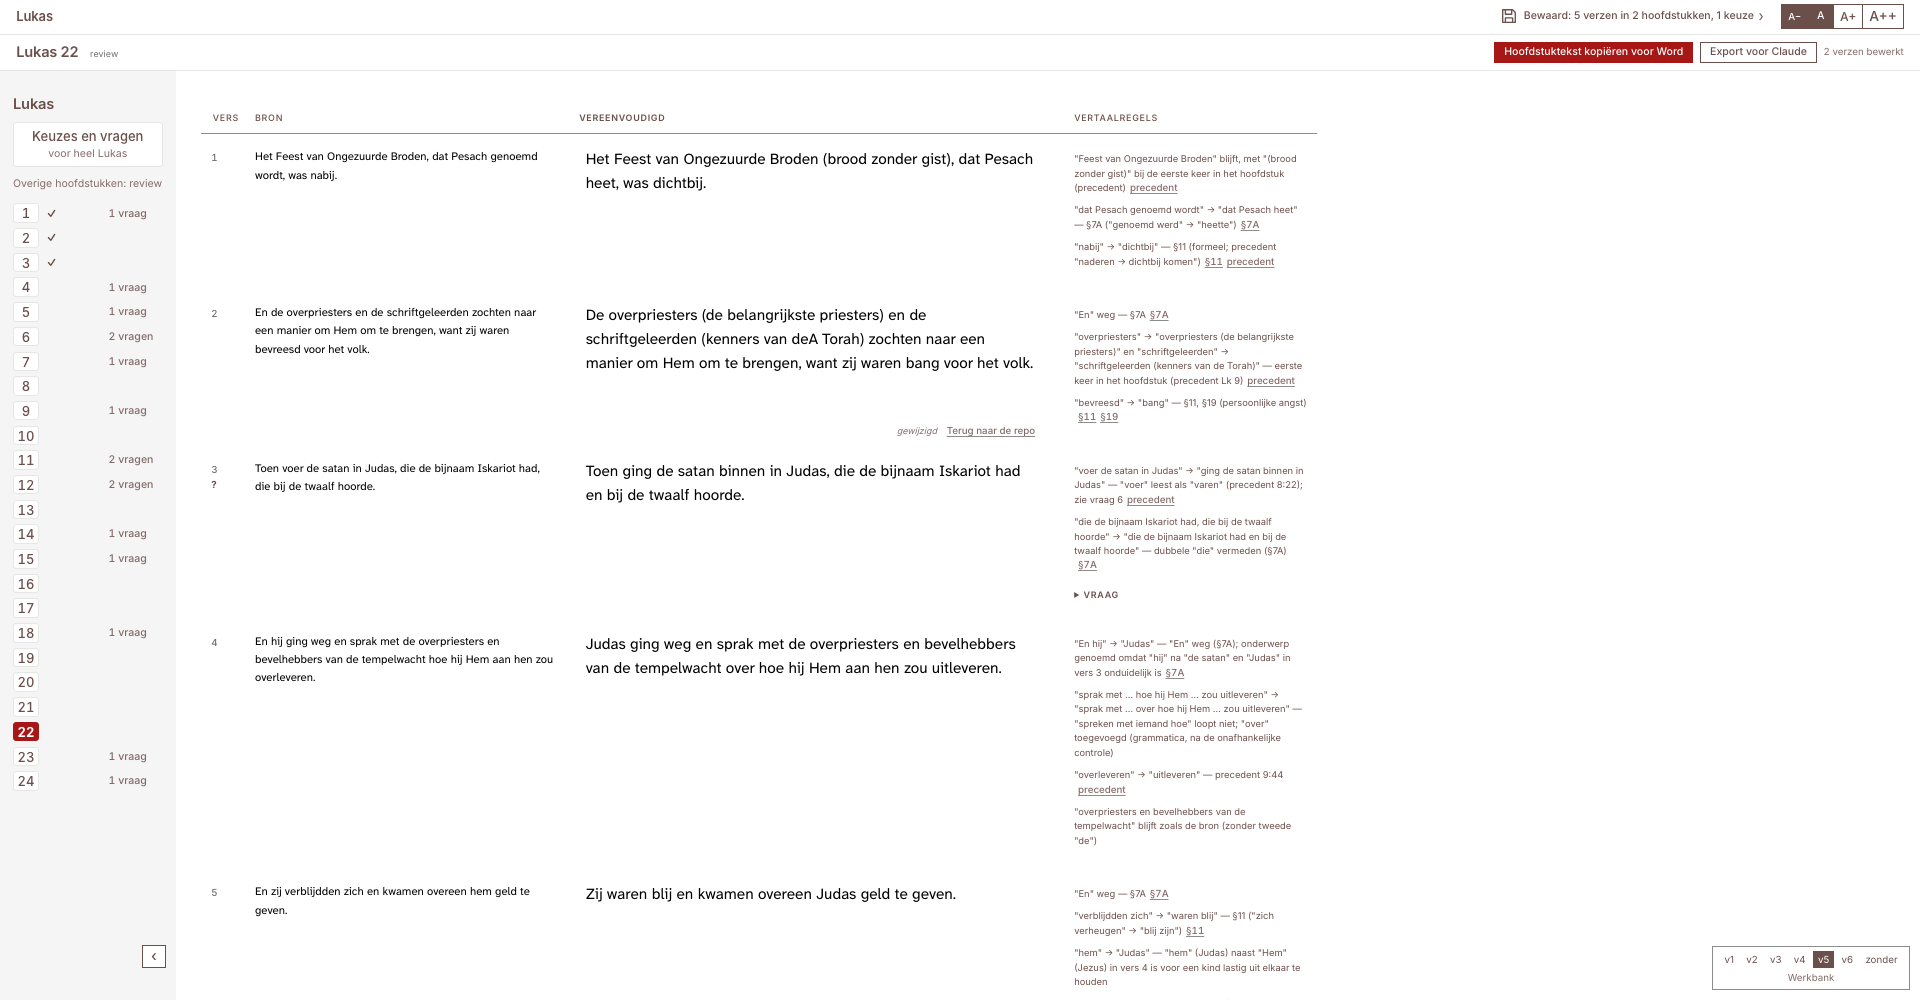 Lukas
Bewaard: 5 verzen in 2 hoofdstukken, 1 keuze ›
A− A A+ A++
Lukas 22 review
Hoofdstuktekst kopiëren voor Word
Export voor Claude
2 verzen bewerkt
Lukas
Keuzes en vragen
voor heel Lukas
Overige hoofdstukken: review
1 ✓ 1 vraag
2 ✓
3 ✓
4 1 vraag
5 1 vraag
6 2 vragen
7 1 vraag
8
9 1 vraag
10
11 2 vragen
12 2 vragen
13
14 1 vraag
15 1 vraag
16
17
18 1 vraag
19
20
21
22
23 1 vraag
24 1 vraag
‹
VERS BRON VEREENVOUDIGD VERTAALREGELS
1
Het Feest van Ongezuurde Broden, dat Pesach genoemd
wordt, was nabij.
Het Feest van Ongezuurde Broden (brood zonder gist), dat Pesach
heet, was dichtbij.
"Feest van Ongezuurde Broden" blijft, met "(brood
zonder gist)" bij de eerste keer in het hoofdstuk
(precedent) precedent
"dat Pesach genoemd wordt" → "dat Pesach heet"
— §7A ("genoemd werd" → "heette") §7A
"nabij" → "dichtbij" — §11 (formeel; precedent
"naderen → dichtbij komen") §11 precedent
2
En de overpriesters en de schriftgeleerden zochten naar
een manier om Hem om te brengen, want zij waren
bevreesd voor het volk.
De overpriesters (de belangrijkste priesters) en de
schriftgeleerden (kenners van deA Torah) zochten naar een
manier om Hem om te brengen, want zij waren bang voor het volk.
gewijzigd Terug naar de repo
"En" weg — §7A §7A
"overpriesters" → "overpriesters (de belangrijkste
priesters)" en "schriftgeleerden" →
"schriftgeleerden (kenners van de Torah)" — eerste
keer in het hoofdstuk (precedent Lk 9) precedent
"bevreesd" → "bang" — §11, §19 (persoonlijke angst)
§11 §19
3
?
Toen voer de satan in Judas, die de bijnaam Iskariot had,
die bij de twaalf hoorde.
Toen ging de satan binnen in Judas, die de bijnaam Iskariot had
en bij de twaalf hoorde.
"voer de satan in Judas" → "ging de satan binnen in
Judas" — "voer" leest als "varen" (precedent 8:22);
zie vraag 6 precedent
"die de bijnaam Iskariot had, die bij de twaalf
hoorde" → "die de bijnaam Iskariot had en bij de
twaalf hoorde" — dubbele "die" vermeden (§7A)
§7A
▶ VRAAG
4
En hij ging weg en sprak met de overpriesters en
bevelhebbers van de tempelwacht hoe hij Hem aan hen zou
overleveren.
Judas ging weg en sprak met de overpriesters en bevelhebbers
van de tempelwacht over hoe hij Hem aan hen zou uitleveren.
"En hij" → "Judas" — "En" weg (§7A); onderwerp
genoemd omdat "hij" na "de satan" en "Judas" in
vers 3 onduidelijk is §7A
"sprak met ... hoe hij Hem ... zou uitleveren" →
"sprak met ... over hoe hij Hem ... zou uitleveren" —
"spreken met iemand hoe" loopt niet; "over"
toegevoegd (grammatica, na de onafhankelijke
controle)
"overleveren" → "uitleveren" — precedent 9:44
precedent
"overpriesters en bevelhebbers van de
tempelwacht" blijft zoals de bron (zonder tweede
"de")
5
En zij verblijdden zich en kwamen overeen hem geld te
geven.
Zij waren blij en kwamen overeen Judas geld te geven.
"En" weg — §7A §7A
"verblijdden zich" → "waren blij" — §11 ("zich
verheugen" → "blij zijn") §11
"hem" → "Judas" — "hem" (Judas) naast "Hem"
(Jezus) in vers 4 is voor een kind lastig uit elkaar te
houden
v1 v2 v3 v4 v5 v6 zonder
Werkbank